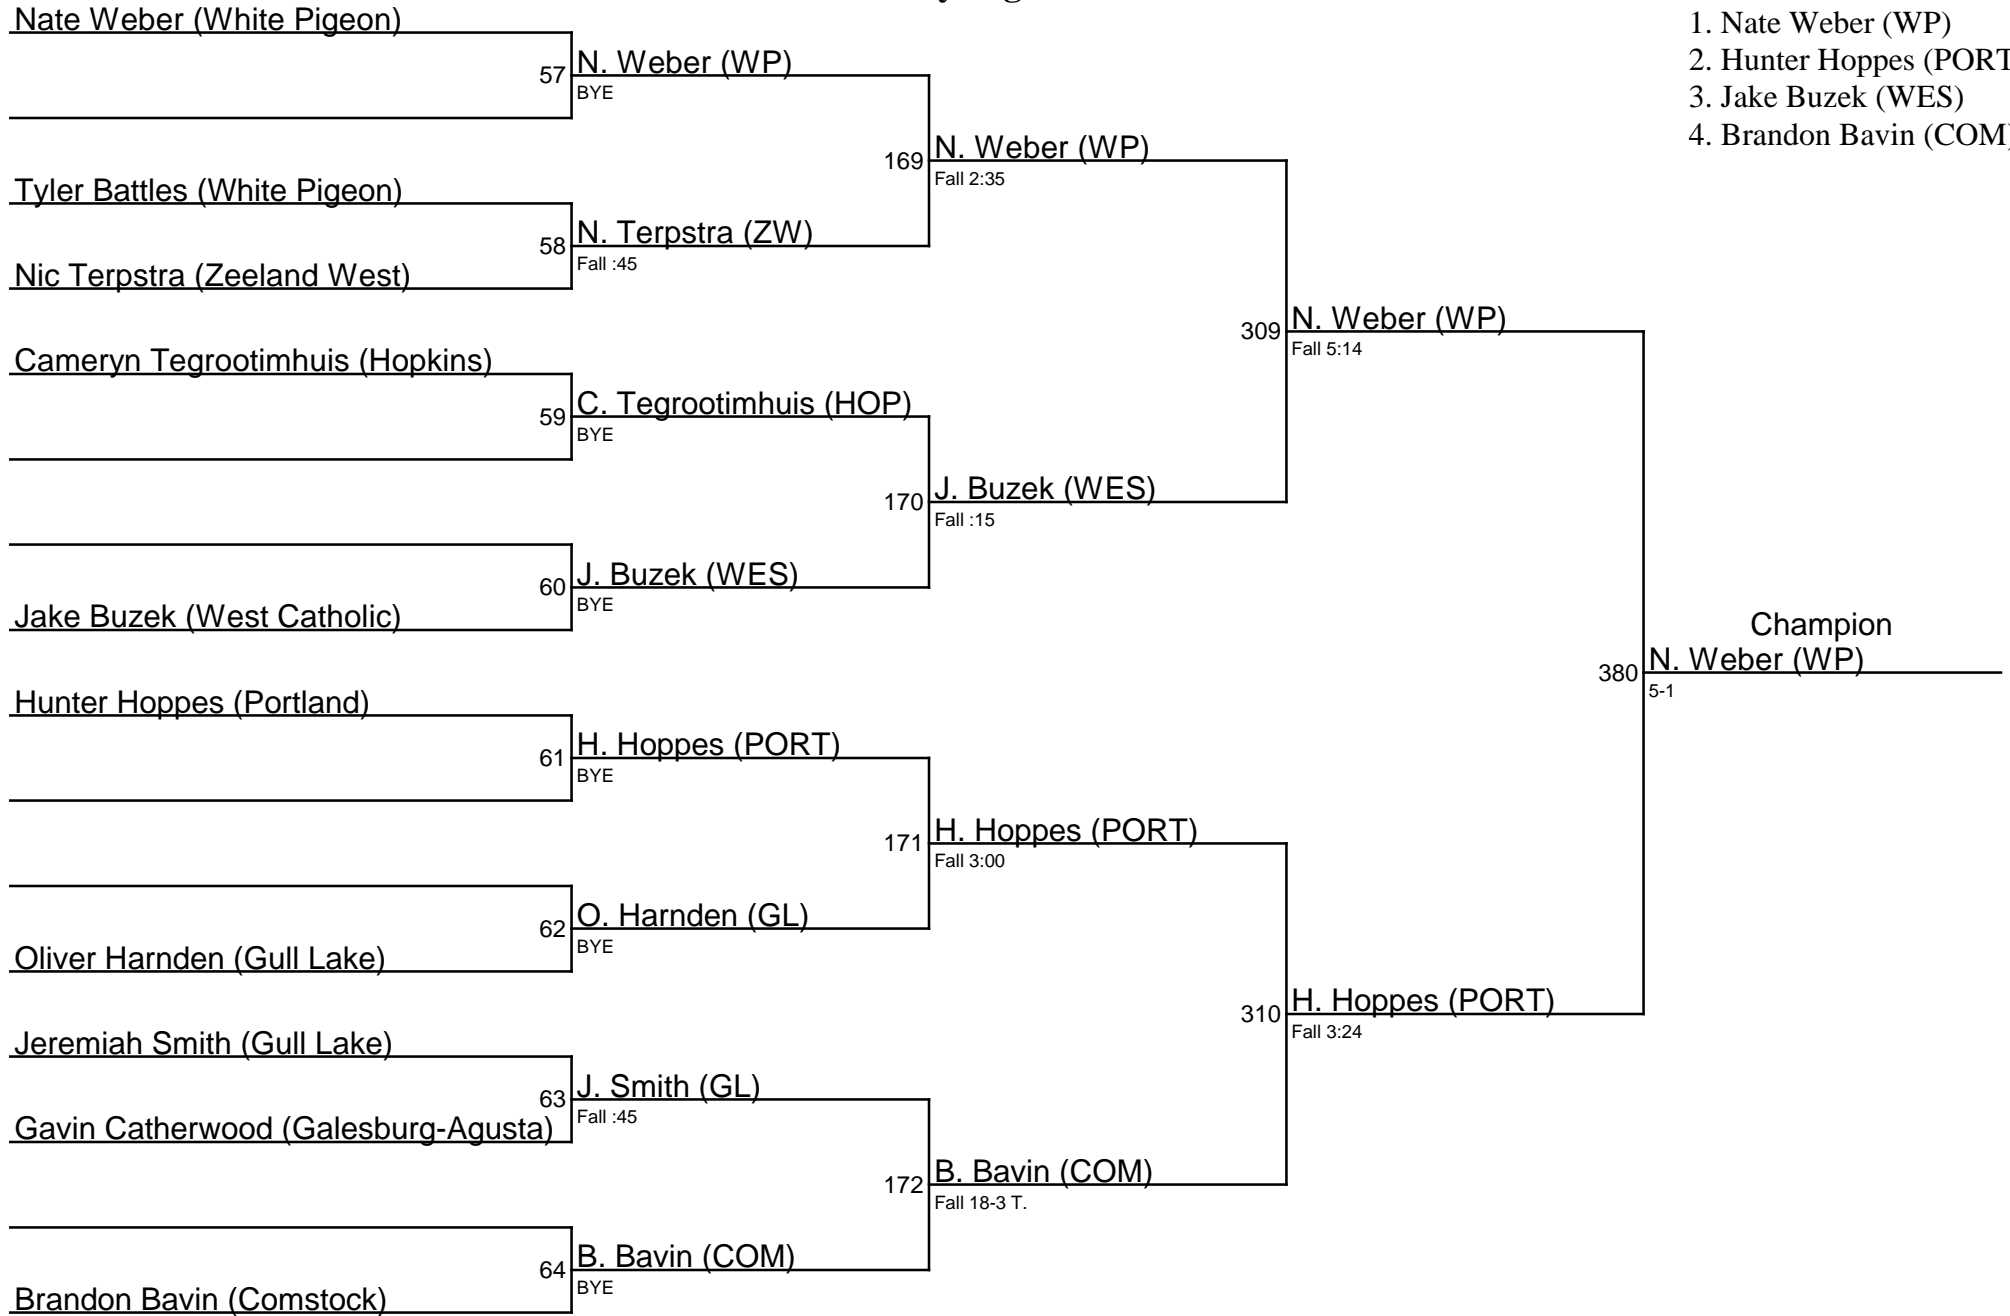 Nate Weber (White Pigeon)
57 N. Weber (WP)
BYE
Tyler Battles (White Pigeon)
58 N. Terpstra (ZW)
Fall :45
Nic Terpstra (Zeeland West)
169 N. Weber (WP)
Fall 2:35
Cameryn Tegrootimhuis (Hopkins)
59 C. Tegrootimhuis (HOP)
BYE
60 J. Buzek (WES)
BYE
Jake Buzek (West Catholic)
170 J. Buzek (WES)
Fall :15
309 N. Weber (WP)
Fall 5:14
Hunter Hoppes (Portland)
61 H. Hoppes (PORT)
BYE
62 O. Harnden (GL)
BYE
Oliver Harnden (Gull Lake)
171 H. Hoppes (PORT)
Fall 3:00
Jeremiah Smith (Gull Lake)
63 J. Smith (GL)
Fall :45
Gavin Catherwood (Galesburg-Agusta)
64 B. Bavin (COM)
BYE
Brandon Bavin (Comstock)
172 B. Bavin (COM)
Fall 18-3 T.
310 H. Hoppes (PORT)
Fall 3:24
Champion
380 N. Weber (WP)
5-1
1. Nate Weber (WP)
2. Hunter Hoppes (PORT
3. Jake Buzek (WES)
4. Brandon Bavin (COM)